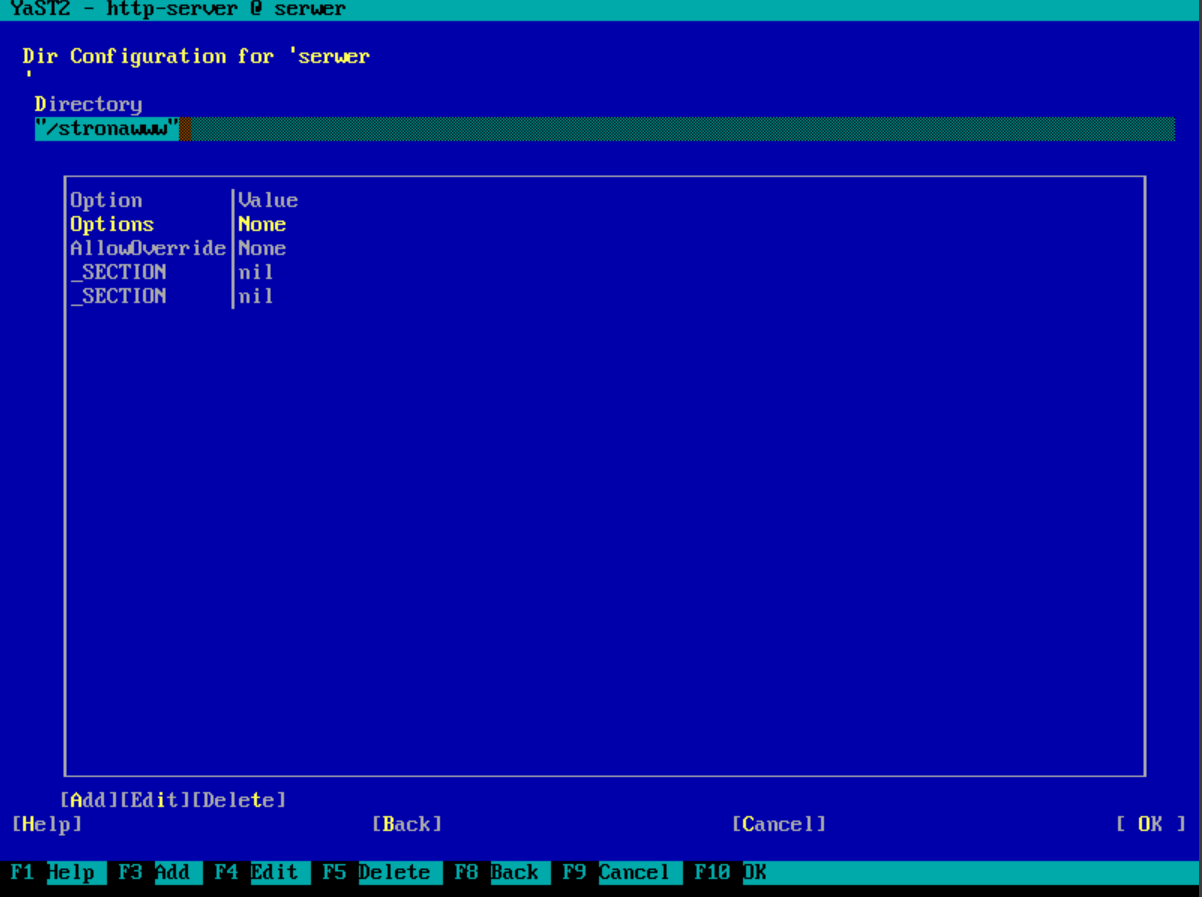 YaST2 - http-server @ serwer
Dir Configuration for 'serwer
'
Directory
"/stronawww"
Option Value
Options None
AllowOverride None
_SECTION nil
_SECTION nil
[Add][Edit][Delete]
[Help] [Back] [Cancel] [ OK ]
F1 Help F3 Add F4 Edit F5 Delete F8 Back F9 Cancel F10 OK